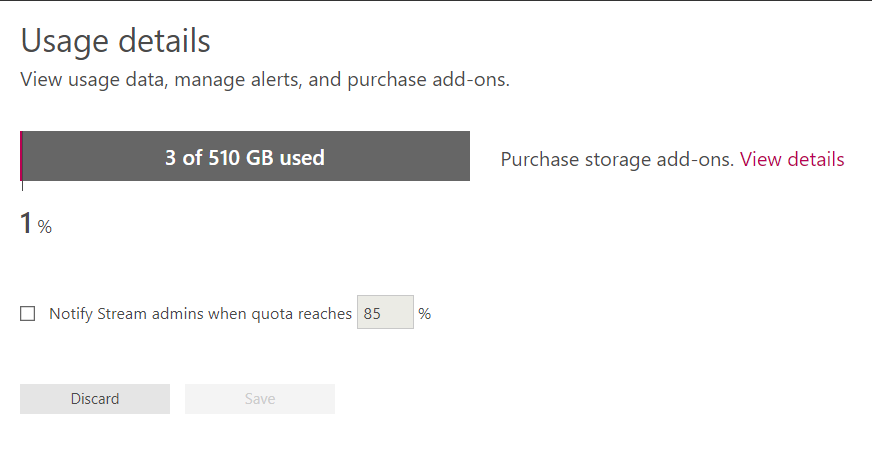 Usage details
View usage data, manage alerts, and purchase add-ons.
3 of 510 GB used
Purchase storage add-ons. View details
1 %
Notify Stream admins when quota reaches 85 %
Discard Save